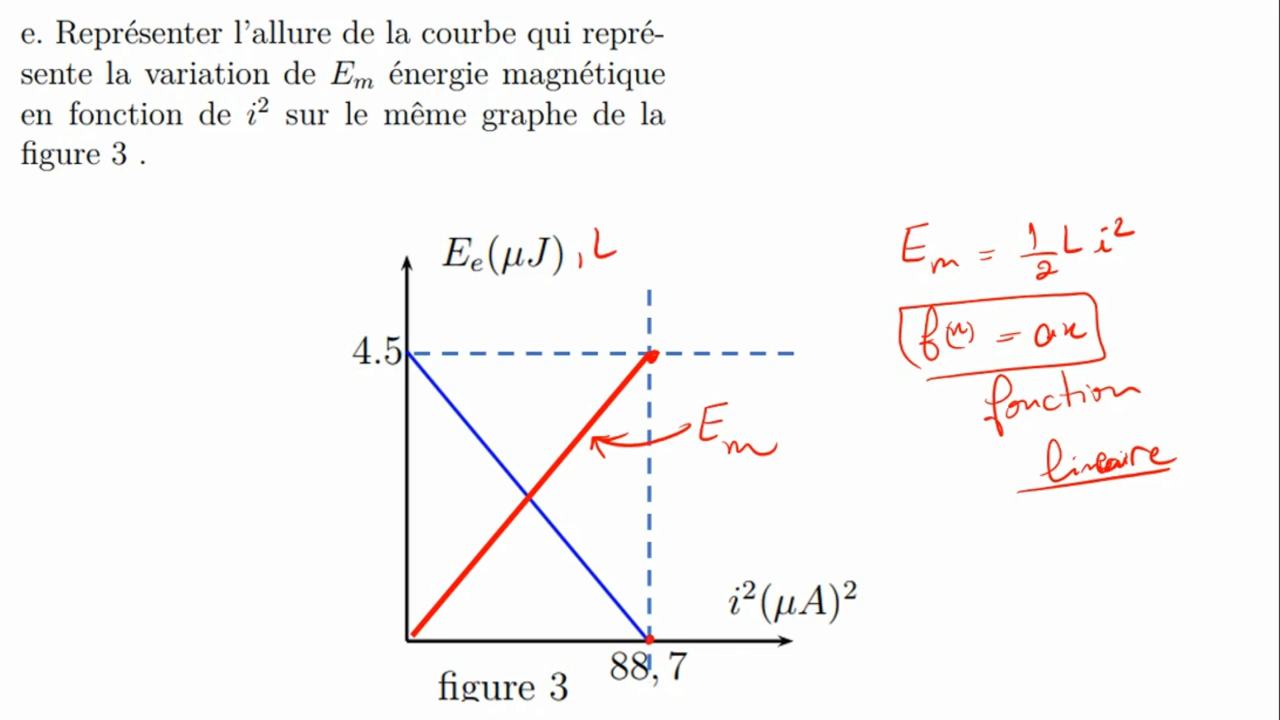 e. Représenter l'allure de la courbe qui repré-
sente la variation de Em énergie magnétique
en fonction de i² sur le même graphe de la
figure 3 .
Ee(μJ) , L
Em = 1/2 L i²
f(x) = ax
fonction
lineaire
4.5
Em
i²(μA)²
88, 7
figure 3